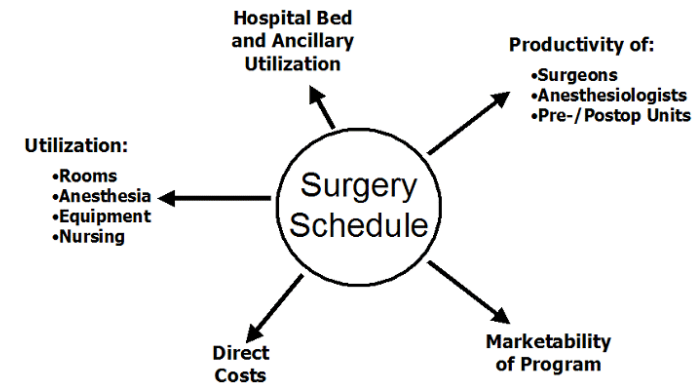 Hospital Bed
and Ancillary
Utilization
Productivity of:
•Surgeons
•Anesthesiologists
•Pre-/Postop Units
Utilization:
•Rooms
•Anesthesia
•Equipment
•Nursing
Surgery
Schedule
Direct
Costs
Marketability
of Program